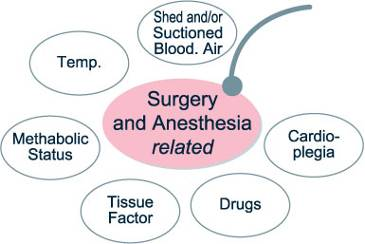 Shed and/or
Suctioned
Blood. Air
Temp.
Surgery
and Anesthesia
related
Methabolic
Status
Cardio-
plegia
Tissue
Factor
Drugs